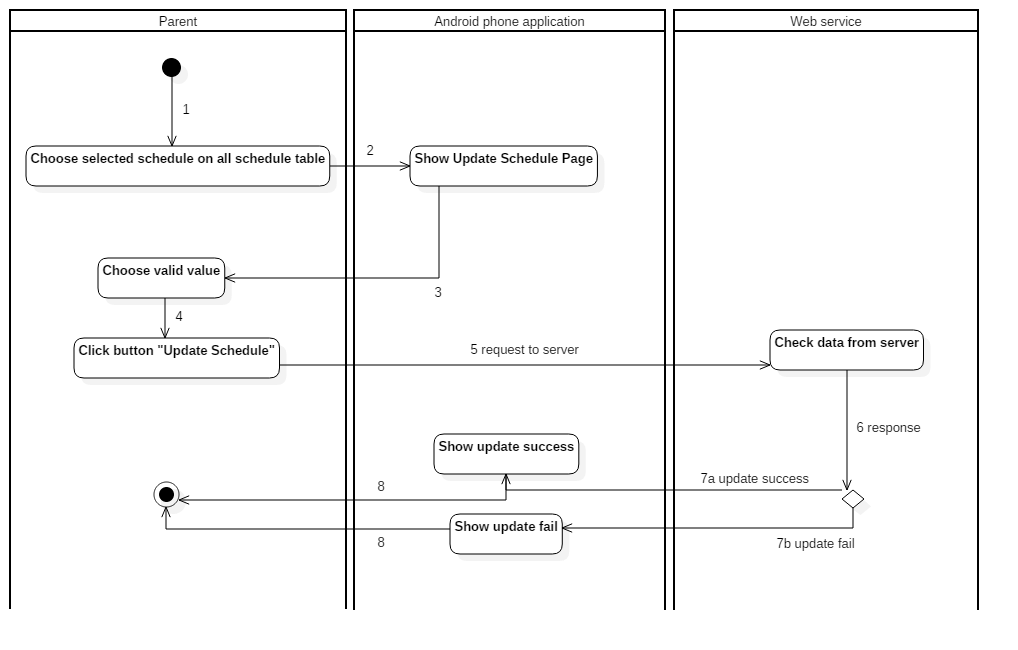 Parent
Android phone application
Web service
1
Choose selected schedule on all schedule table
2
Show Update Schedule Page
Choose valid value
3
4
Click button "Update Schedule"
5 request to server
Check data from server
6 response
Show update success
7a update success
8
Show update fail
8
7b update fail